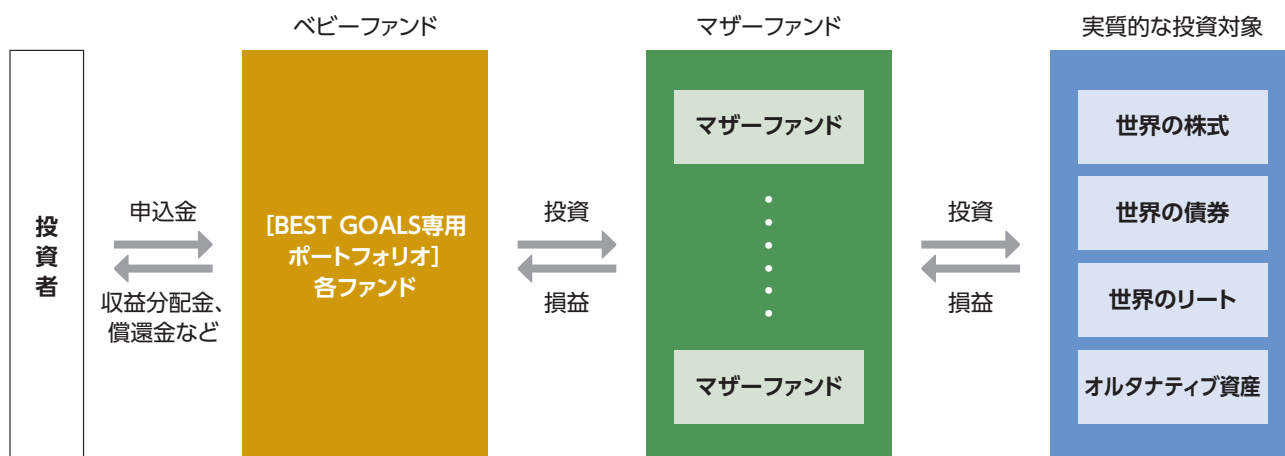 ベビーファンド
マザーファンド
実質的な投資対象
投資者
申込金
収益分配金、
償還金など
[BEST GOALS専用
ポートフォリオ]
各ファンド
投資
損益
マザーファンド
マザーファンド
投資
損益
世界の株式
世界の債券
世界のリート
オルタナティブ資産